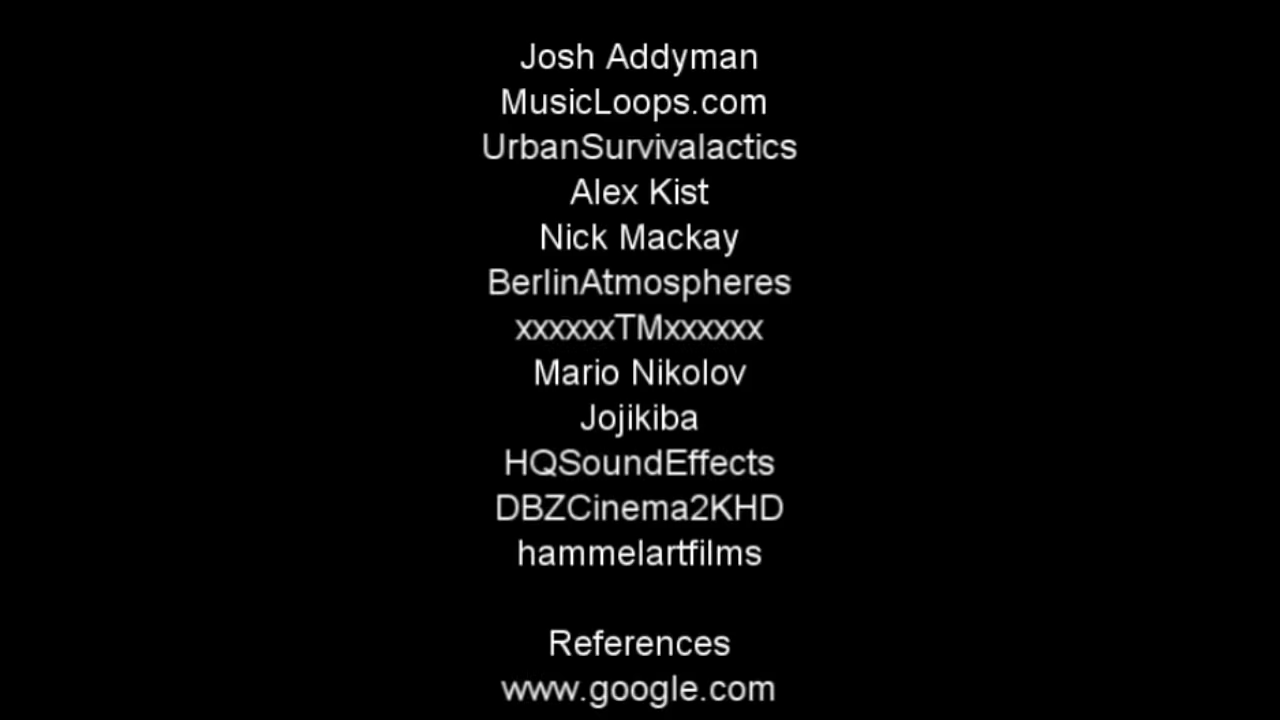 Josh Addyman
MusicLoops.com
UrbanSurvivalactics
Alex Kist
Nick Mackay
BerlinAtmospheres
xxxxxxTMxxxxxx
Mario Nikolov
Jojikiba
HQSoundEffects
DBZCinema2KHD
hammelartfilms
References
www.google.com